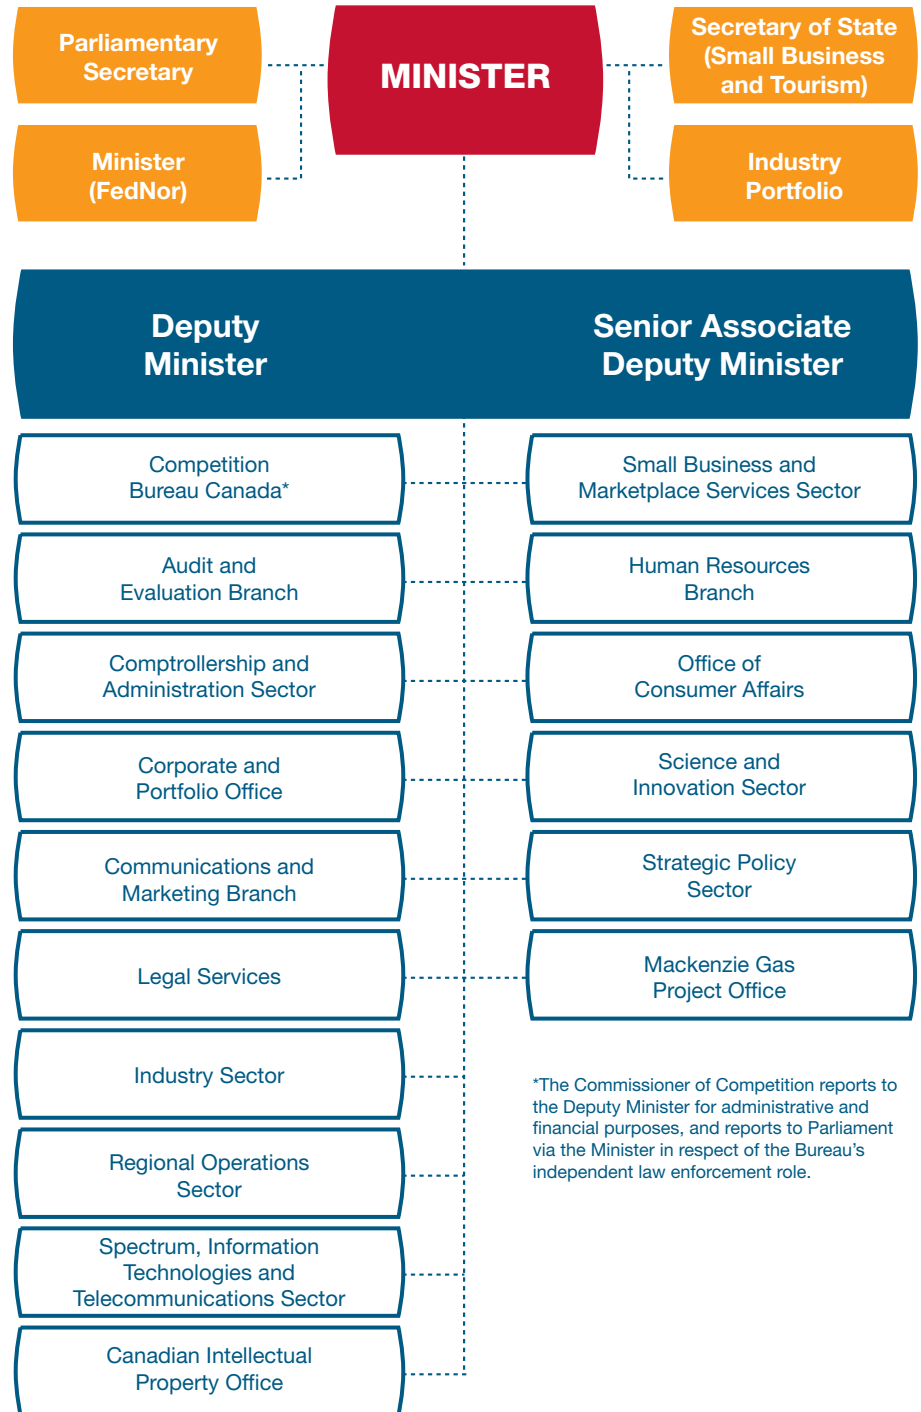 Parliamentary
Secretary
MINISTER
Secretary of State
(Small Business
and Tourism)
Minister
(FedNor)
Industry
Portfolio
Deputy
Minister
Senior Associate
Deputy Minister
Competition
Bureau Canada*
Small Business and
Marketplace Services Sector
Audit and
Evaluation Branch
Human Resources
Branch
Comptrollership and
Administration Sector
Office of
Consumer Affairs
Corporate and
Portfolio Office
Science and
Innovation Sector
Communications and
Marketing Branch
Strategic Policy
Sector
Legal Services
Mackenzie Gas
Project Office
Industry Sector
Regional Operations
Sector
Spectrum, Information
Technologies and
Telecommunications Sector
Canadian Intellectual
Property Office
*The Commissioner of Competition reports to
the Deputy Minister for administrative and
financial purposes, and reports to Parliament
via the Minister in respect of the Bureau’s
independent law enforcement role.